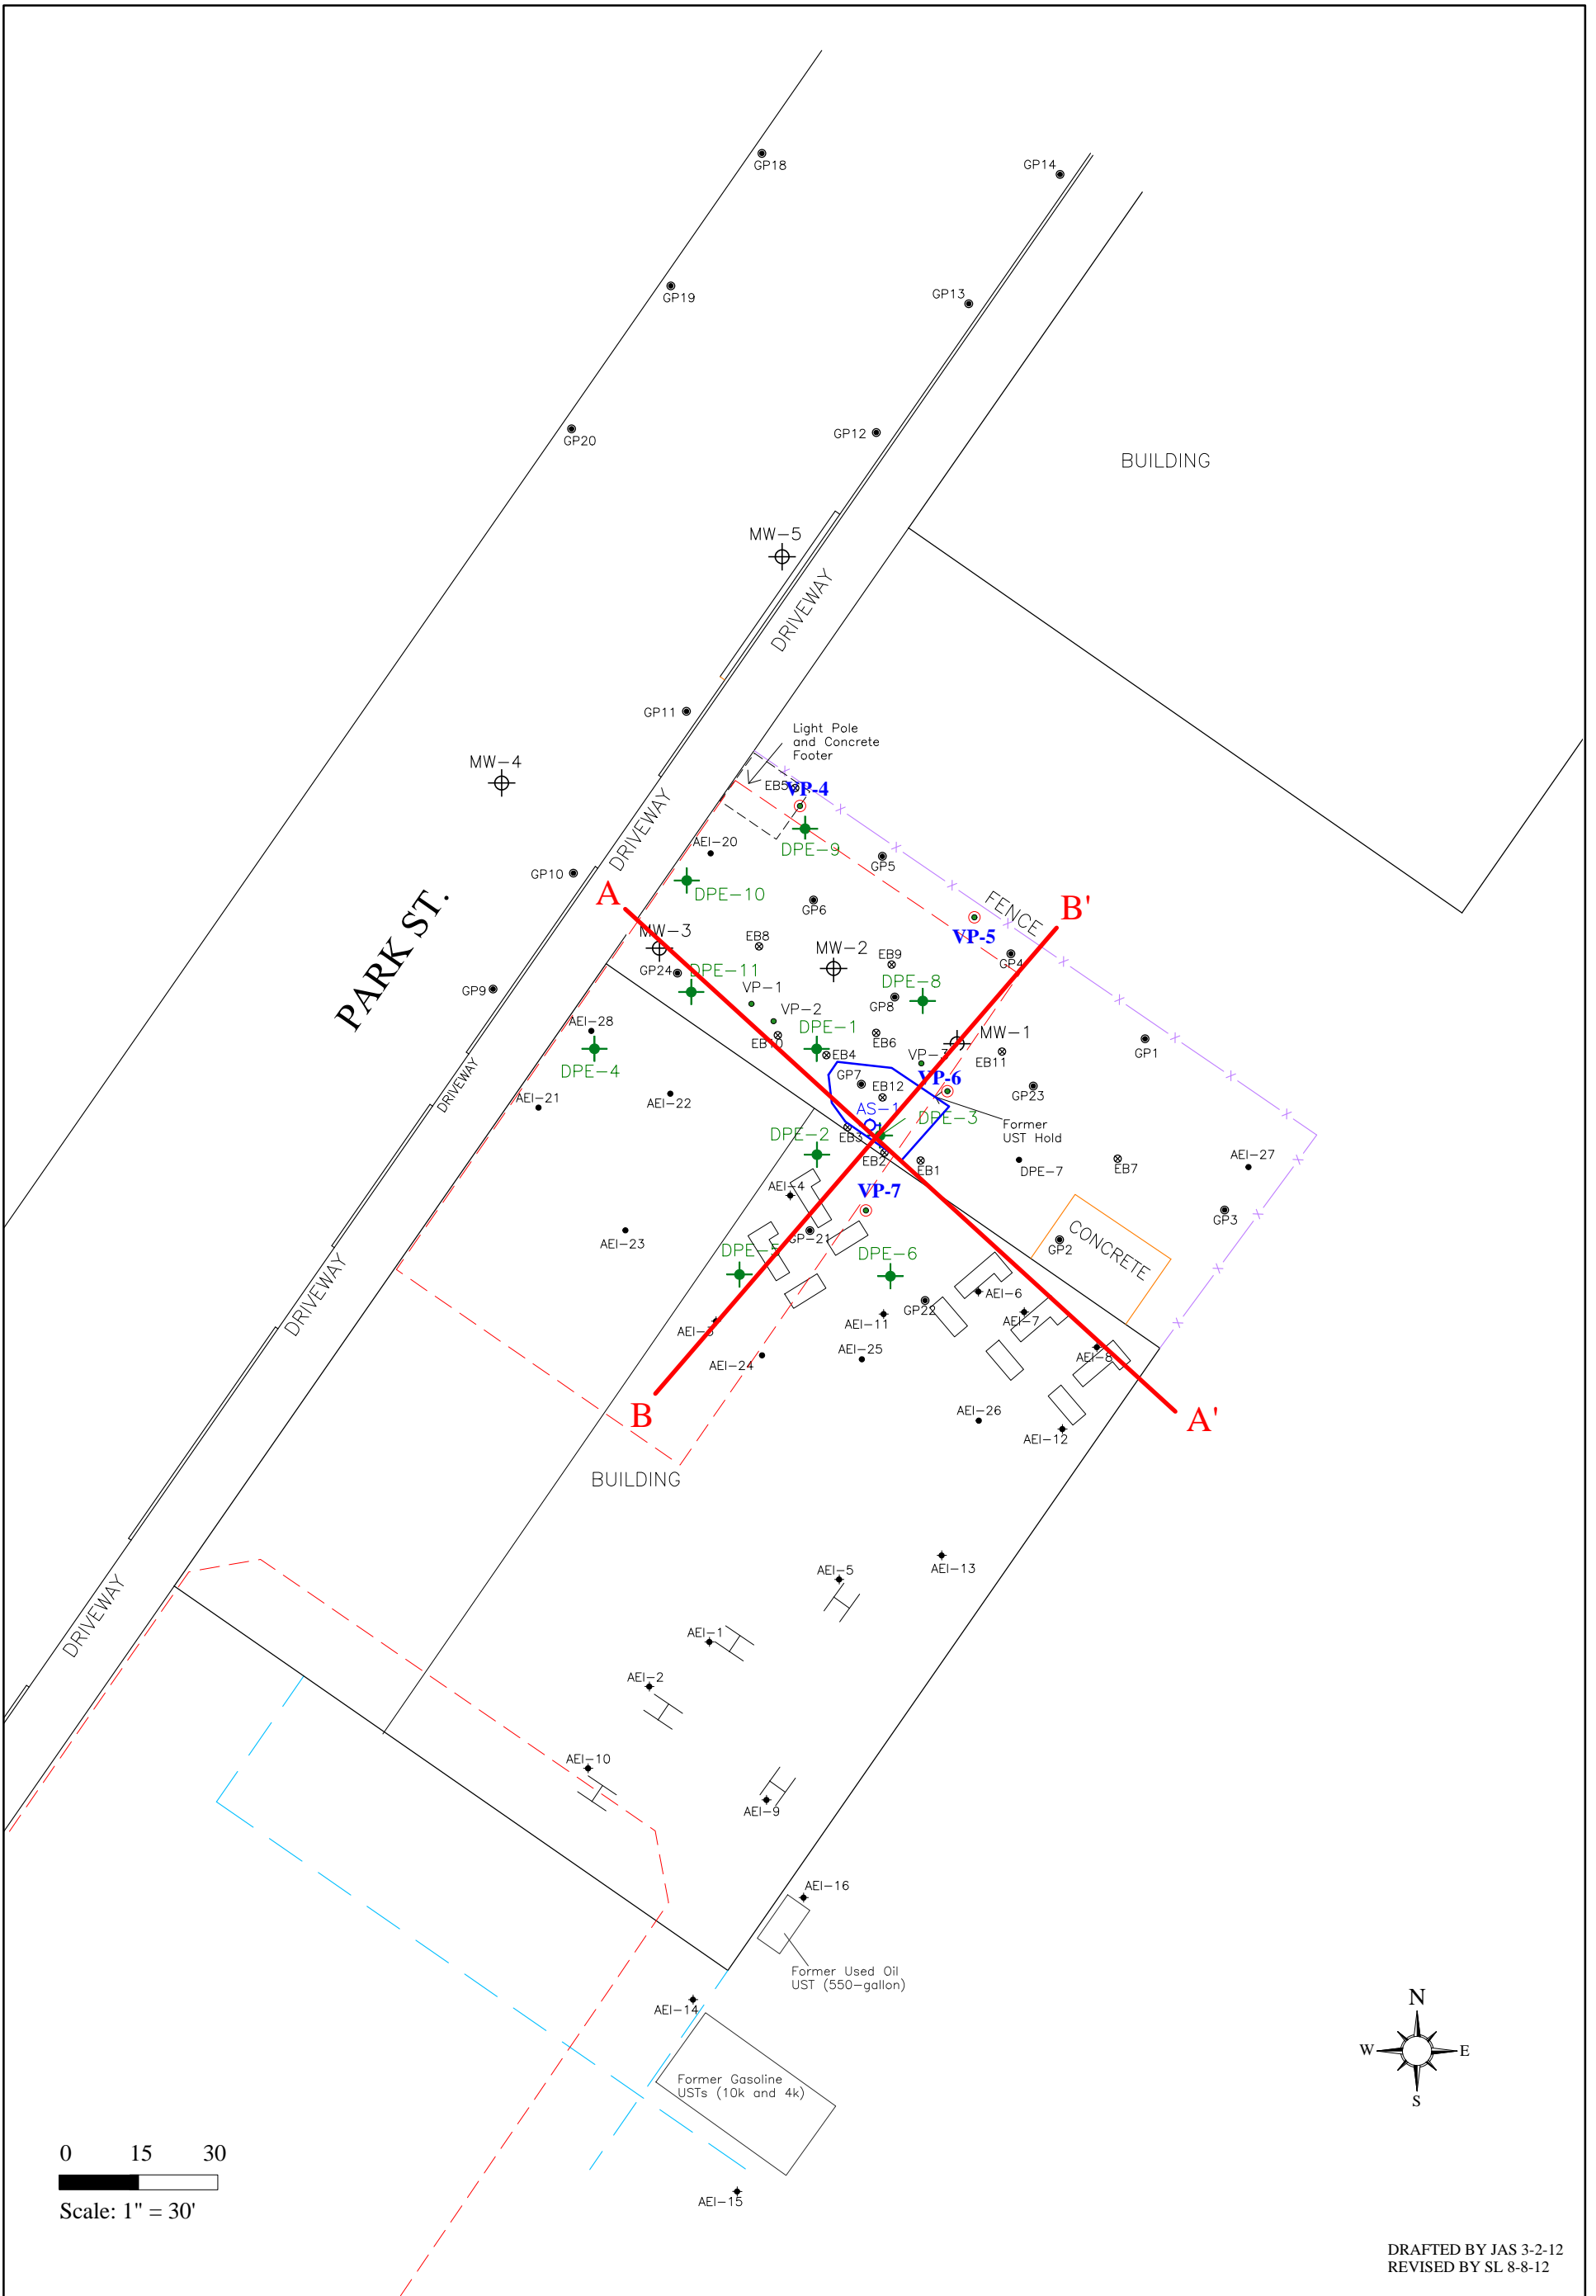 GP18
GP14
GP19
GP13
GP20
GP12
BUILDING
MW-5
DRIVEWAY
GP11
Light Pole
and Concrete
Footer
MW-4
EB5
VP-4
DRIVEWAY
AEI-20
DPE-9
GP5
GP10
DPE-10
A
GP6
FENCE
B'
PARK ST.
MW-3
EB8
VP-5
MW-2
EB9
GP4
GP24
DPE-11
DPE-8
GP9
VP-1
GP8
VP-2
AEI-28
DPE-1
EB10
EB6
MW-1
GP1
EB4
VP-3
EB11
DPE-4
DRIVEWAY
GP7
VP-6
EB12
GP23
AEI-21
AEI-22
AS-1
DPE-3
Former
UST Hold
DPE-2
EB3
EB2
EB1
DPE-7
EB7
AEI-27
AEI-4
VP-7
GP3
AEI-23
GP-21
GP2
CONCRETE
DPE-5
DPE-6
DRIVEWAY
AEI-6
GP22
AEI-7
AEI-3
AEI-11
AEI-8
AEI-24
AEI-25
B
AEI-26
A'
AEI-12
BUILDING
AEI-5
AEI-13
DRIVEWAY
AEI-1
AEI-2
AEI-10
AEI-9
AEI-16
Former Used Oil
UST (550-gallon)
AEI-14
N
W
E
S
Former Gasoline
USTs (10k and 4k)
0 15 30
Scale: 1" = 30'
AEI-15
DRAFTED BY JAS 3-2-12
REVISED BY SL 8-8-12